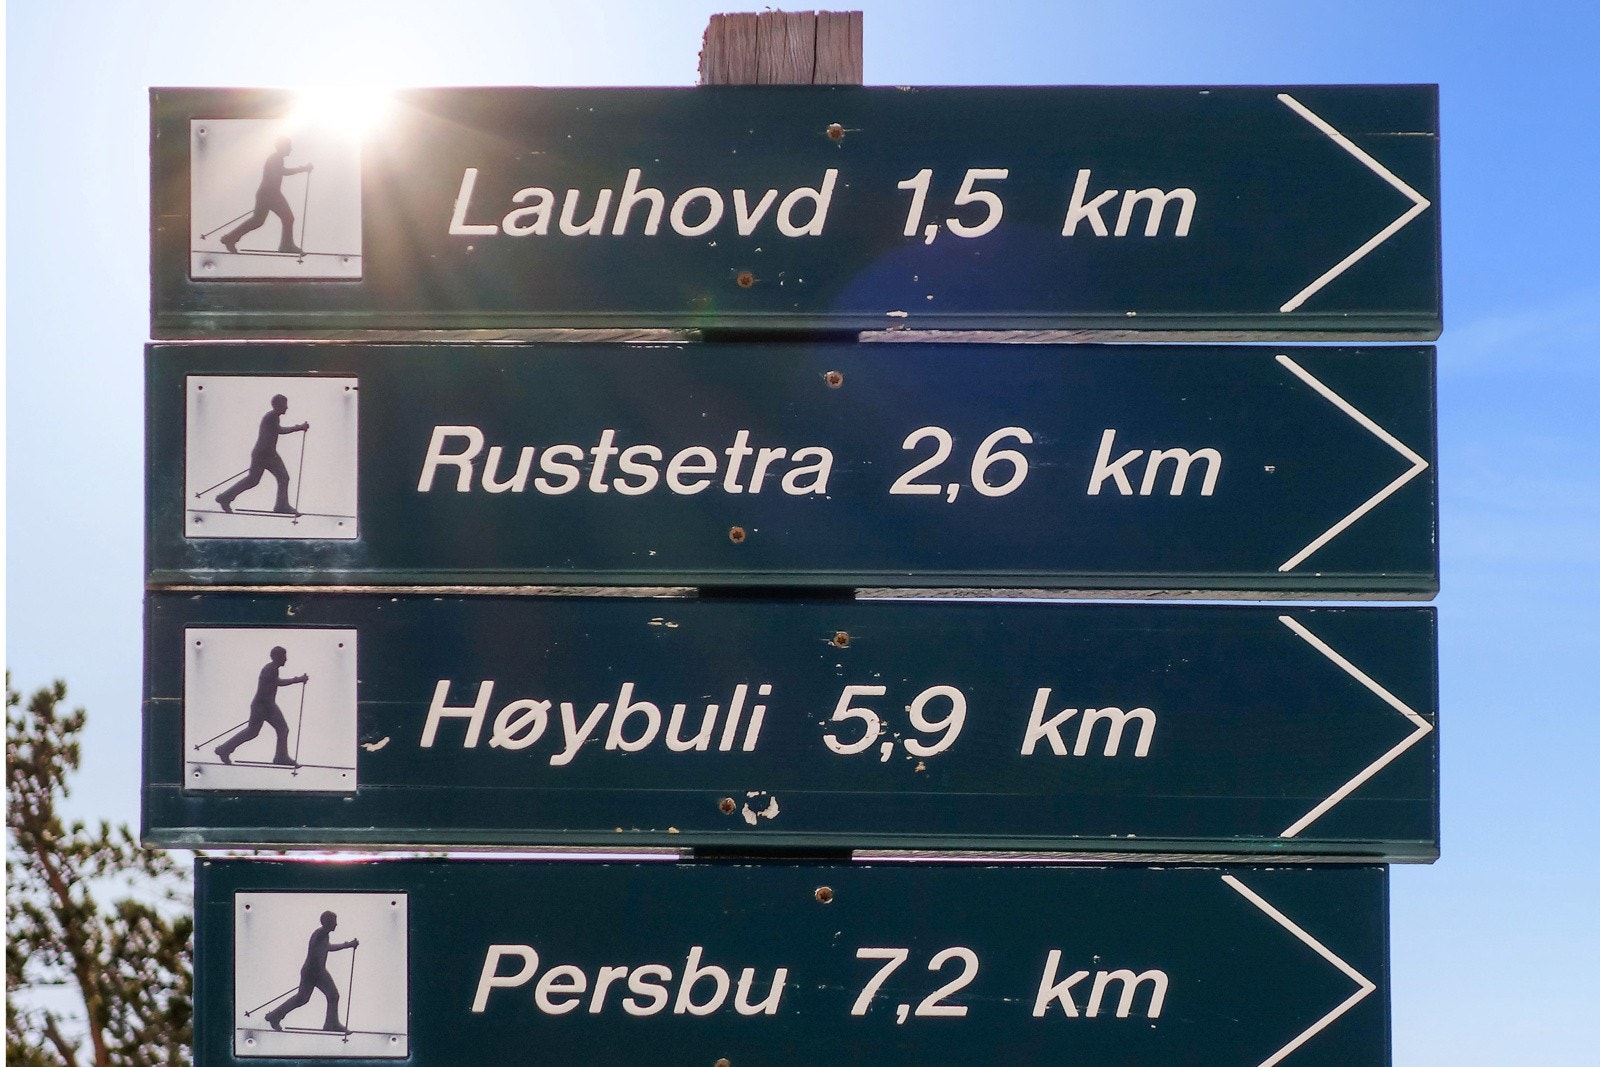 Lauhovd 1,5 km
Rustsetra 2,6 km
Høybuli 5,9 km
Persbu 7,2 km